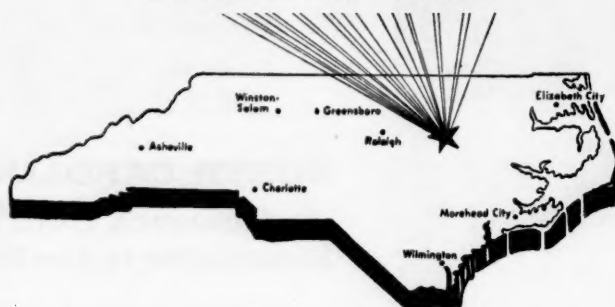 Winston-
Salem
Greensboro
Raleigh
Elizabeth City
Asheville
Charlotte
Morehead City
Wilmington